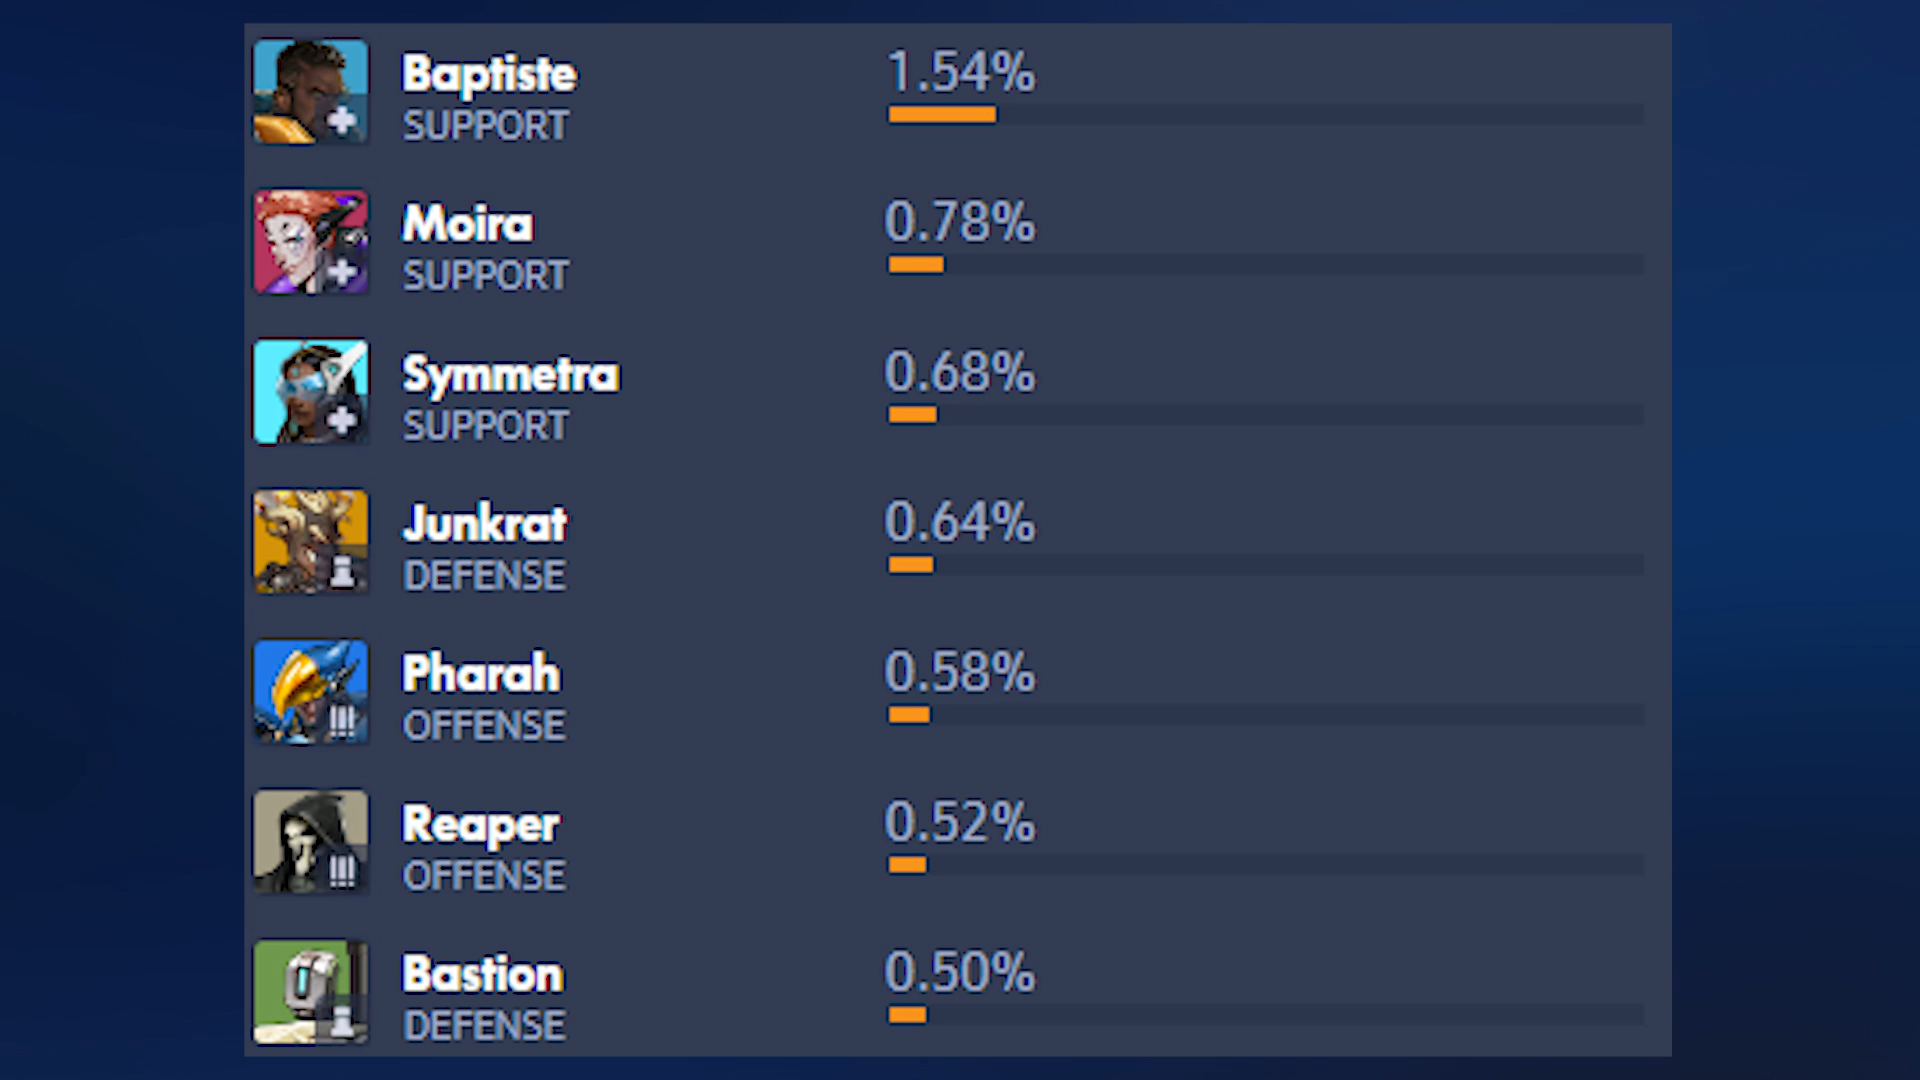 Baptiste 1.54%
SUPPORT
Moira 0.78%
SUPPORT
Symmetra 0.68%
SUPPORT
Junkrat 0.64%
DEFENSE
Pharah 0.58%
OFFENSE
Reaper 0.52%
OFFENSE
Bastion 0.50%
DEFENSE